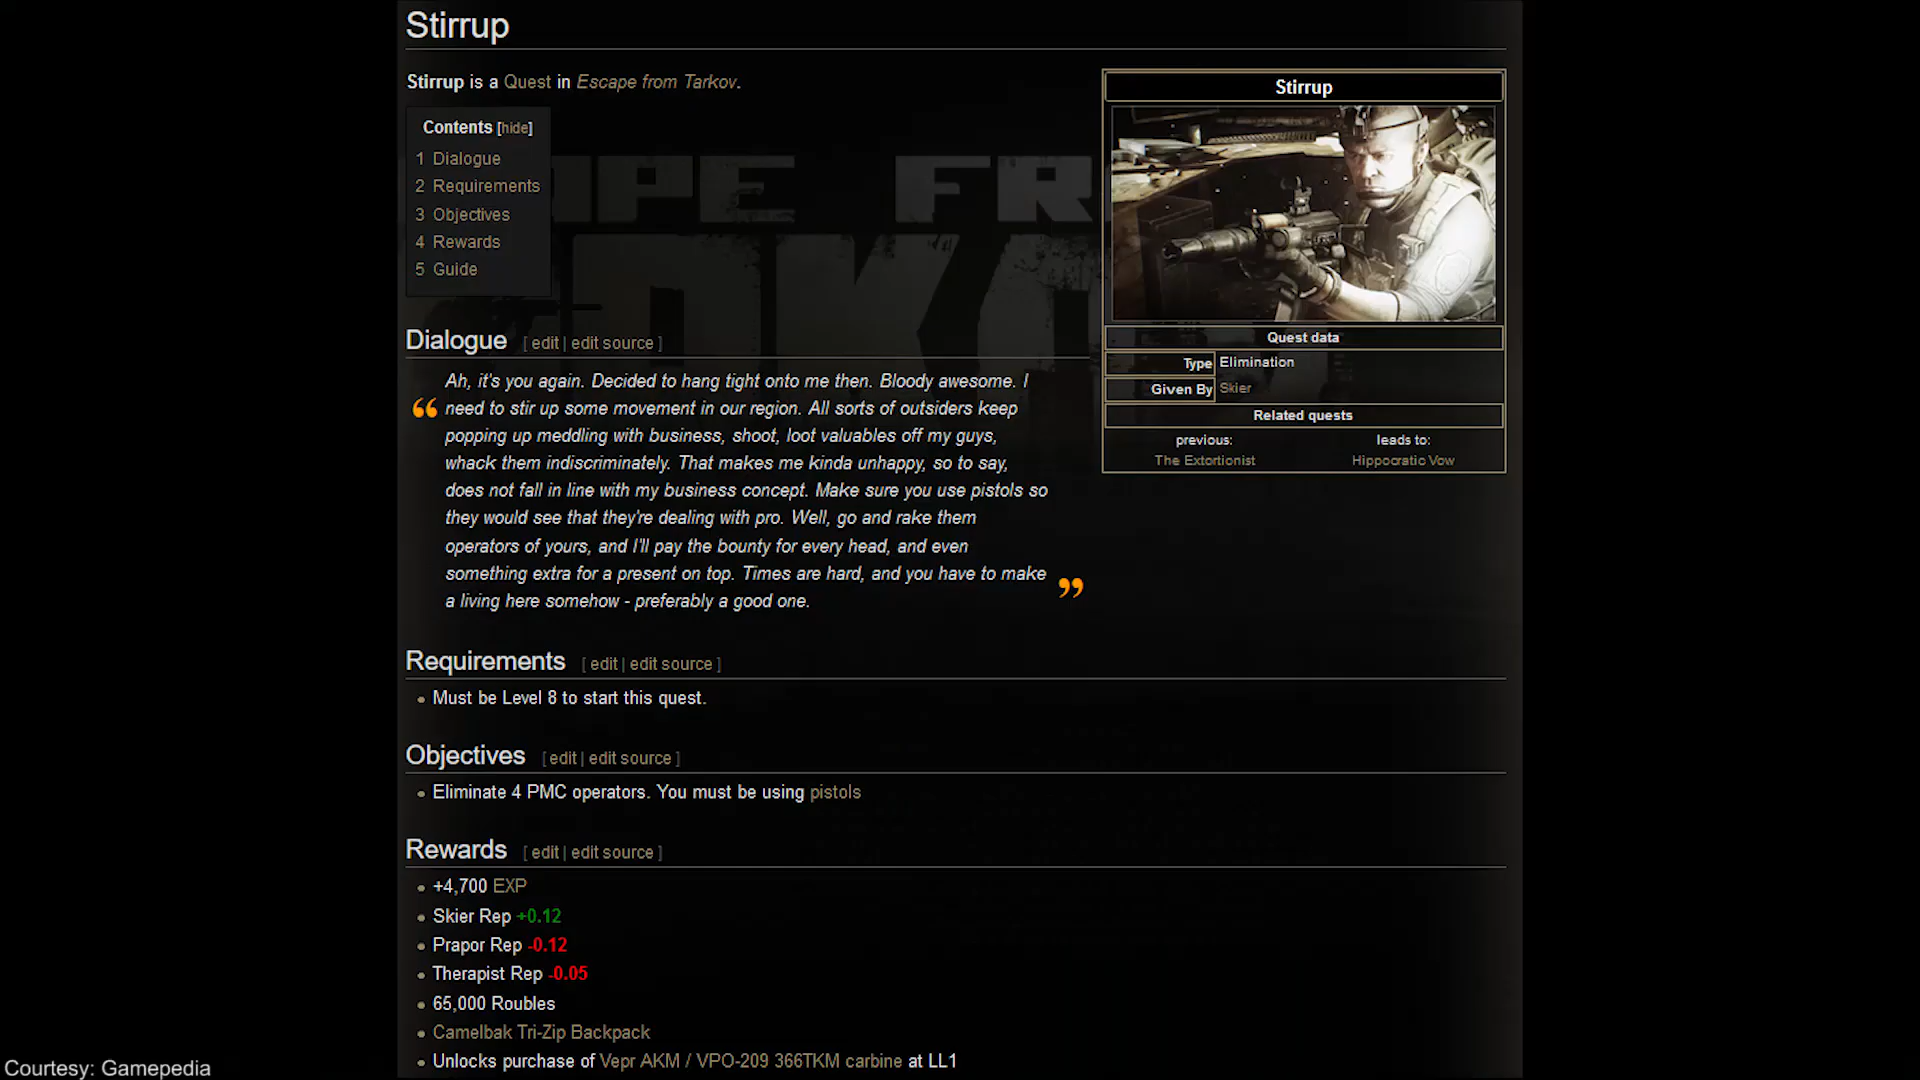 Stirrup
Stirrup is a Quest in Escape from Tarkov.
Contents [hide]
1 Dialogue
2 Requirements
3 Objectives
4 Rewards
5 Guide
Dialogue [ edit | edit source ]
“ Ah, it's you again. Decided to hang tight onto me then. Bloody awesome. I
need to stir up some movement in our region. All sorts of outsiders keep
popping up meddling with business, shoot, loot valuables off my guys,
whack them indiscriminately. That makes me kinda unhappy, so to say,
does not fall in line with my business concept. Make sure you use pistols so
they would see that they're dealing with pro. Well, go and rake them
operators of yours, and I'll pay the bounty for every head, and even
something extra for a present on top. Times are hard, and you have to make
a living here somehow - preferably a good one. ”
Requirements [ edit | edit source ]
Must be Level 8 to start this quest.
Objectives [ edit | edit source ]
Eliminate 4 PMC operators. You must be using pistols
Rewards [ edit | edit source ]
+4,700 EXP
Skier Rep +0.12
Prapor Rep -0.12
Therapist Rep -0.05
65,000 Roubles
Camelbak Tri-Zip Backpack
Unlocks purchase of Vepr AKM / VPO-209 366TKM carbine at LL1
Stirrup
Quest data
Type Elimination
Given By Skier
Related quests
previous: leads to:
The Extortionist Hippocratic Vow
Courtesy: Gamepedia